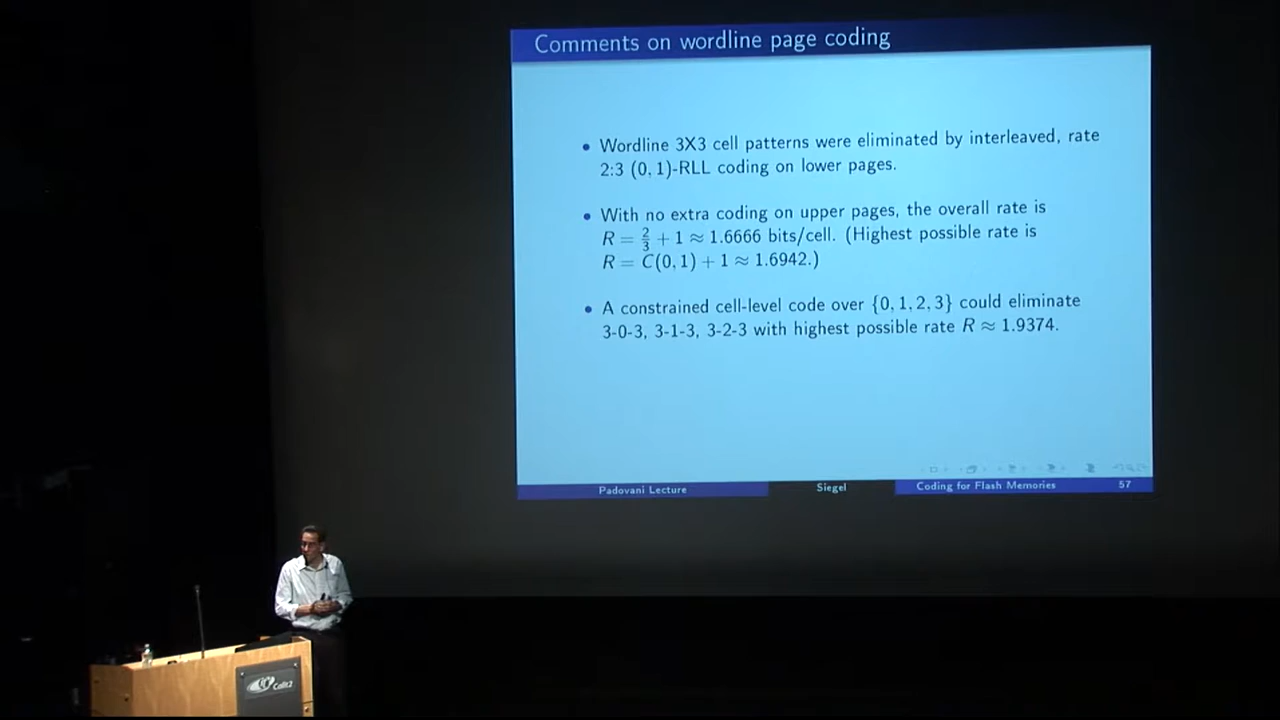 Comments on wordline page coding
• Wordline 3X3 cell patterns were eliminated by interleaved, rate
2:3 (0, 1)-RLL coding on lower pages.
• With no extra coding on upper pages, the overall rate is
R = 2/3 + 1 ≈ 1.6666 bits/cell. (Highest possible rate is
R = C(0, 1) + 1 ≈ 1.6942.)
• A constrained cell-level code over {0, 1, 2, 3} could eliminate
3-0-3, 3-1-3, 3-2-3 with highest possible rate R ≈ 1.9374.
Padovani Lecture Siegel Coding for Flash Memories 57
Calit2